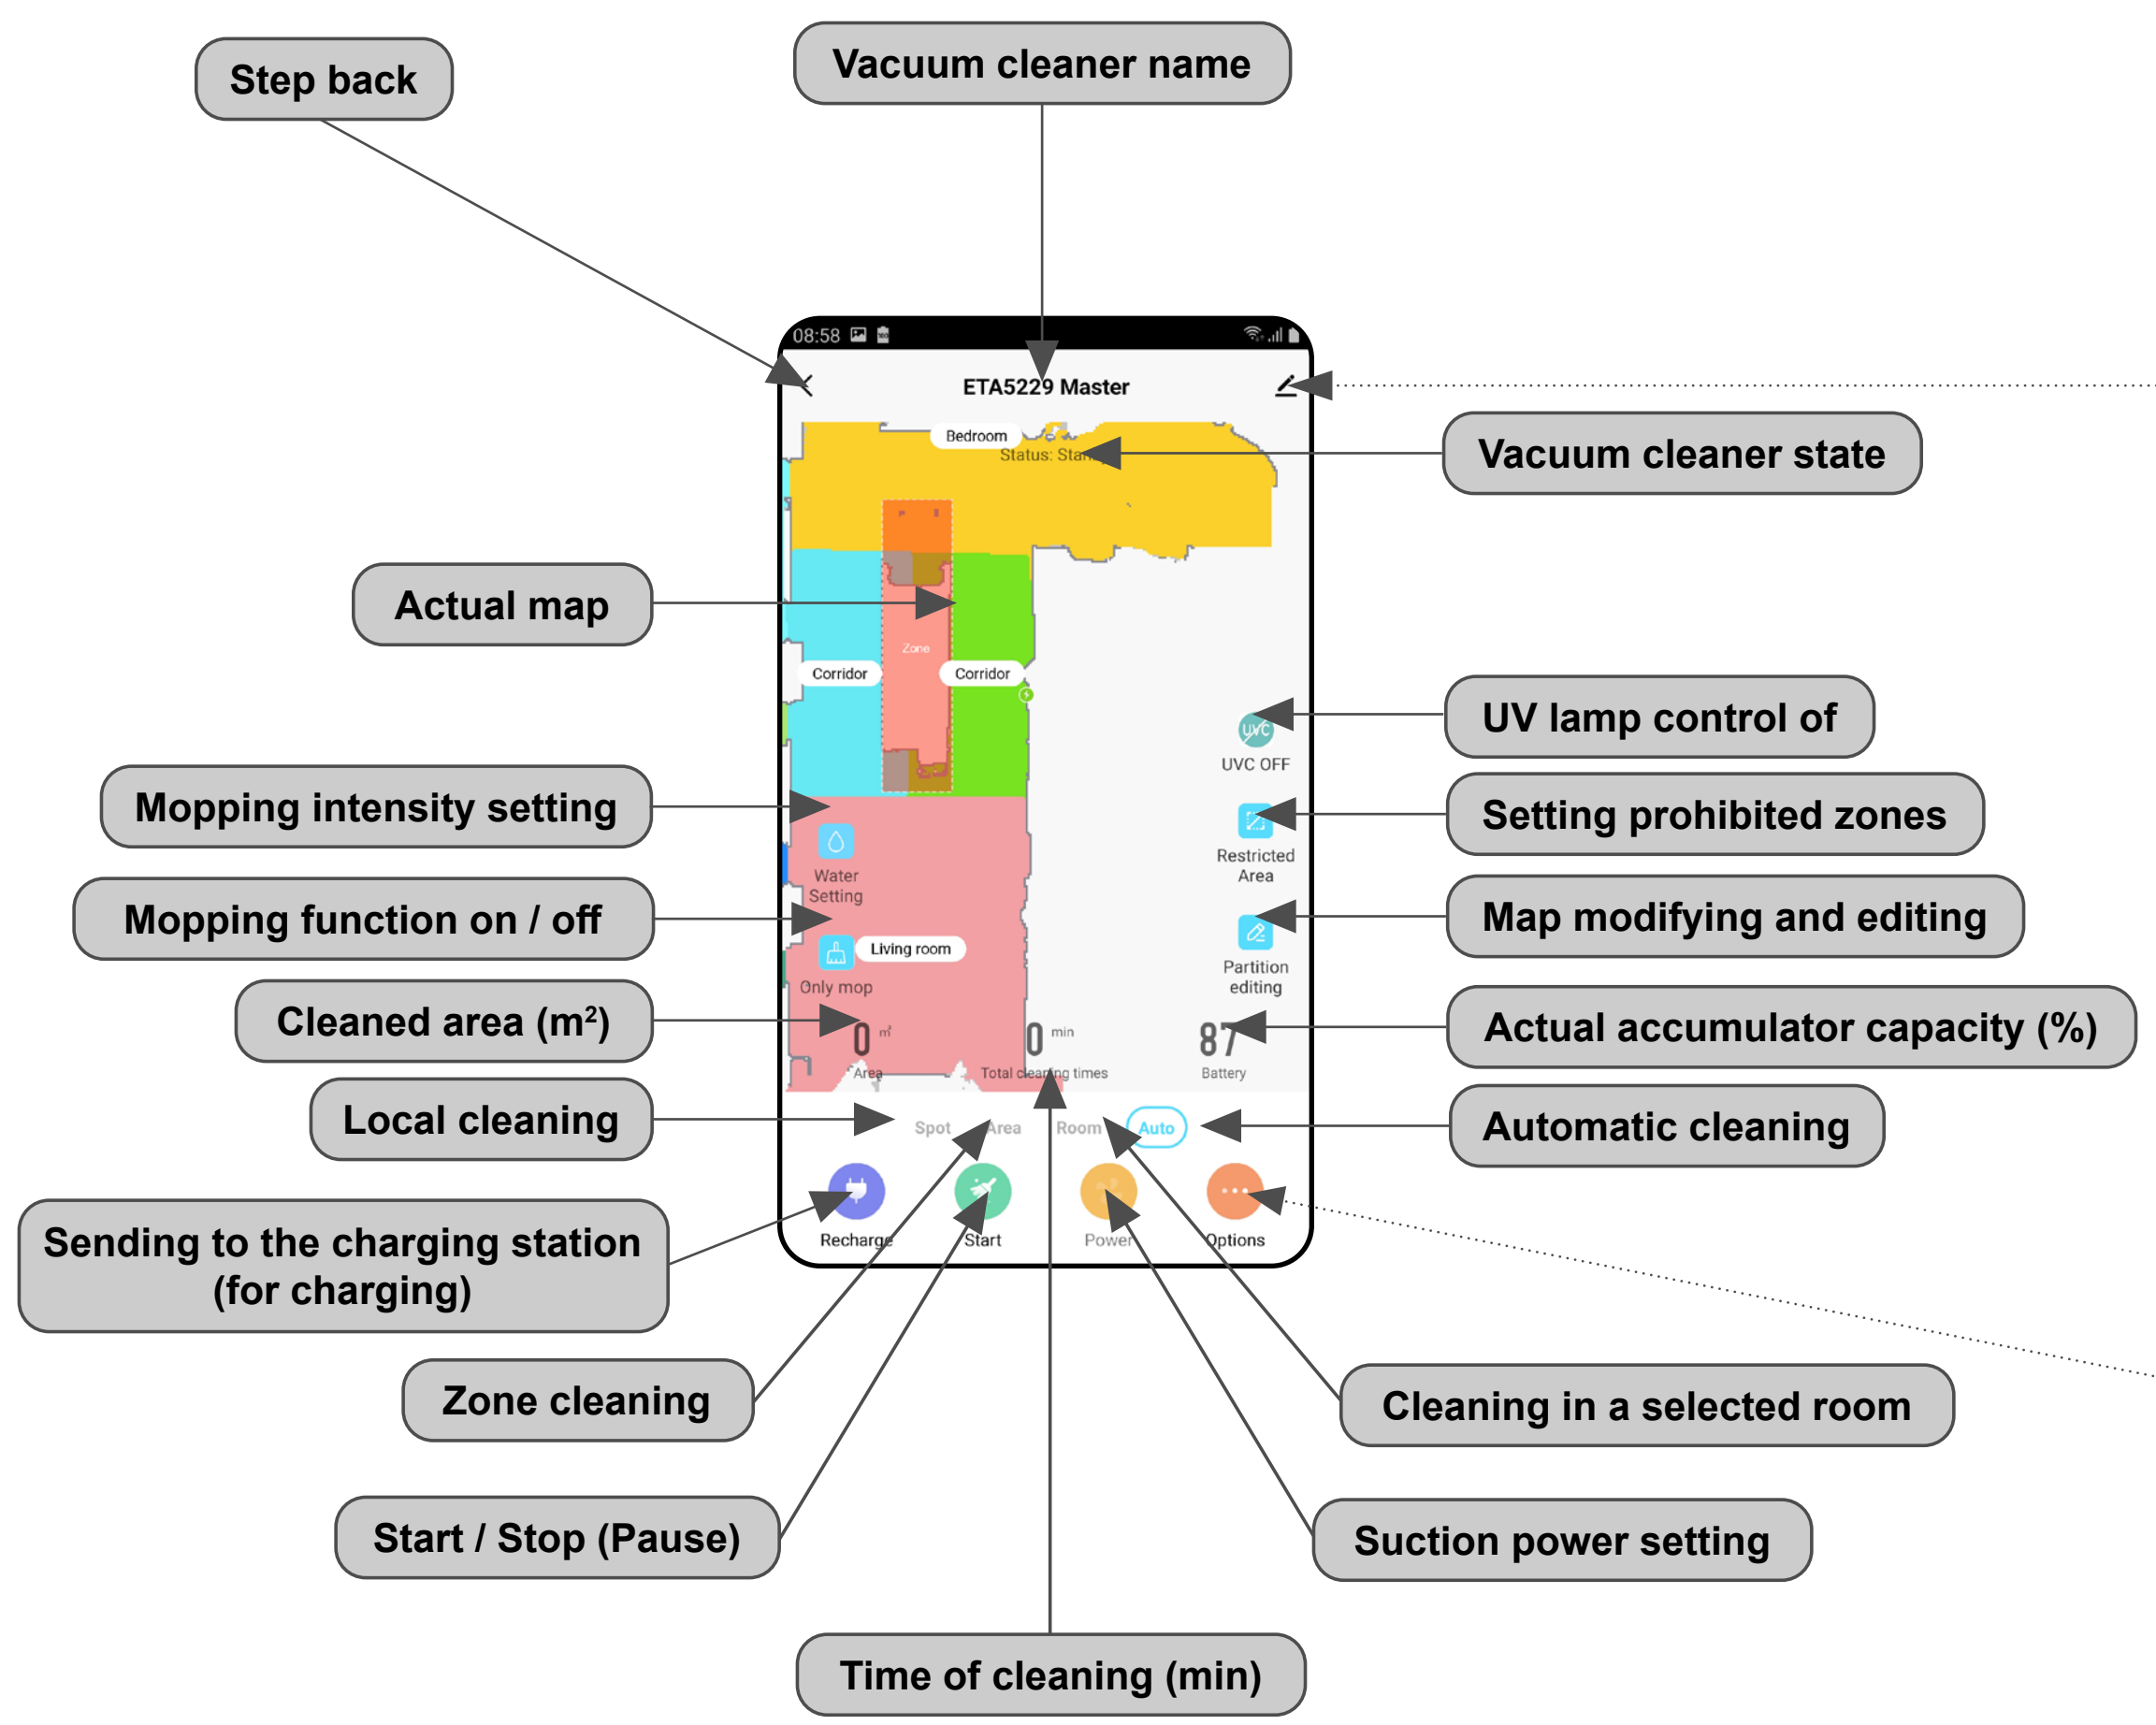 Step back
Vacuum cleaner name
08:58
ETA5229 Master
Bedroom
Status:
Vacuum cleaner state
Actual map
Zone
Corridor
Corridor
UVC
UVC OFF
UV lamp control of
Mopping intensity setting
Setting prohibited zones
Water
Setting
Restricted
Area
Mopping function on / off
Map modifying and editing
Living room
Only mop
Partition
editing
Cleaned area (m²)
0 m²
0 min
87
Actual accumulator capacity (%)
Area
Total cleaning times
Battery
Local cleaning
Spot
Area
Room
Auto
Automatic cleaning
Sending to the charging station
(for charging)
Recharge
Start
Power
Options
Zone cleaning
Cleaning in a selected room
Start / Stop (Pause)
Suction power setting
Time of cleaning (min)